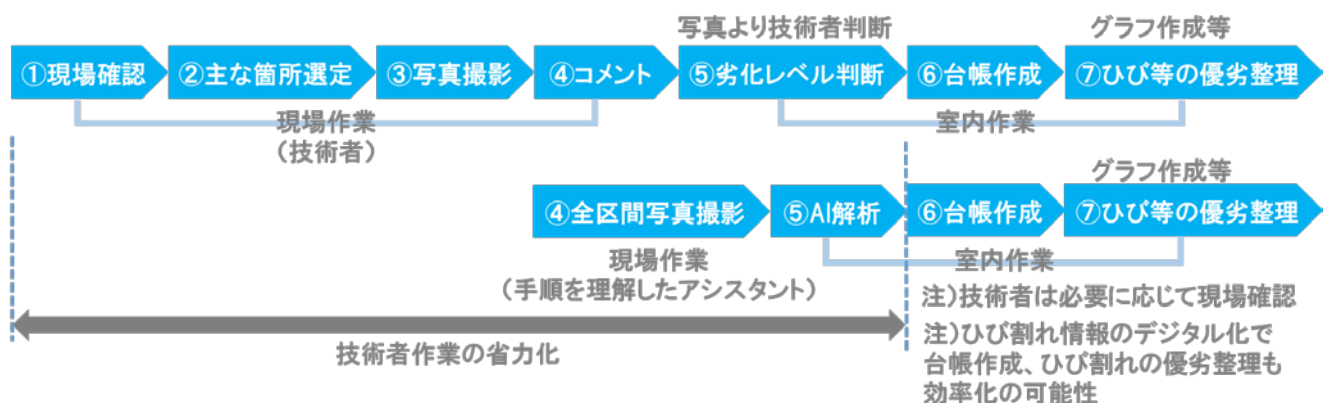 写真より技術者判断
グラフ作成等
①現場確認
②主な箇所選定
③写真撮影
④コメント
⑤劣化レベル判断
⑥台帳作成
⑦ひび等の優劣整理
現場作業
（技術者）
室内作業
グラフ作成等
④全区間写真撮影
⑤AI解析
⑥台帳作成
⑦ひび等の優劣整理
現場作業
（手順を理解したアシスタント）
室内作業
注）技術者は必要に応じて現場確認
注）ひび割れ情報のデジタル化で
台帳作成、ひび割れの優劣整理も
効率化の可能性
技術者作業の省力化